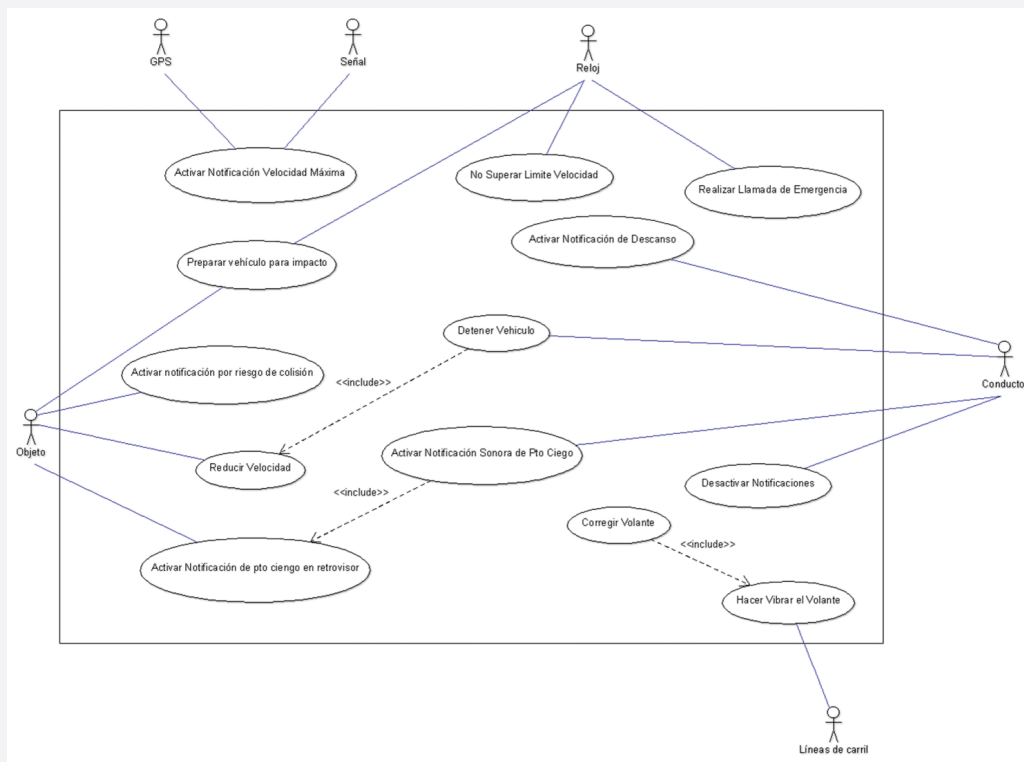 GPS
Señal
Reloj
Activar Notificación Velocidad Máxima
No Superar Limite Velocidad
Realizar Llamada de Emergencia
Activar Notificación de Descanso
Preparar vehículo para impacto
Detener Vehiculo
Conducto
Activar notificación por riesgo de colisión
<<include>>
Objeto
Reducir Velocidad
Activar Notificación Sonora de Pto Ciego
Desactivar Notificaciones
<<include>>
Corregir Volante
<<include>>
Activar Notificación de pto ciengo en retrovisor
Hacer Vibrar el Volante
Líneas de carril